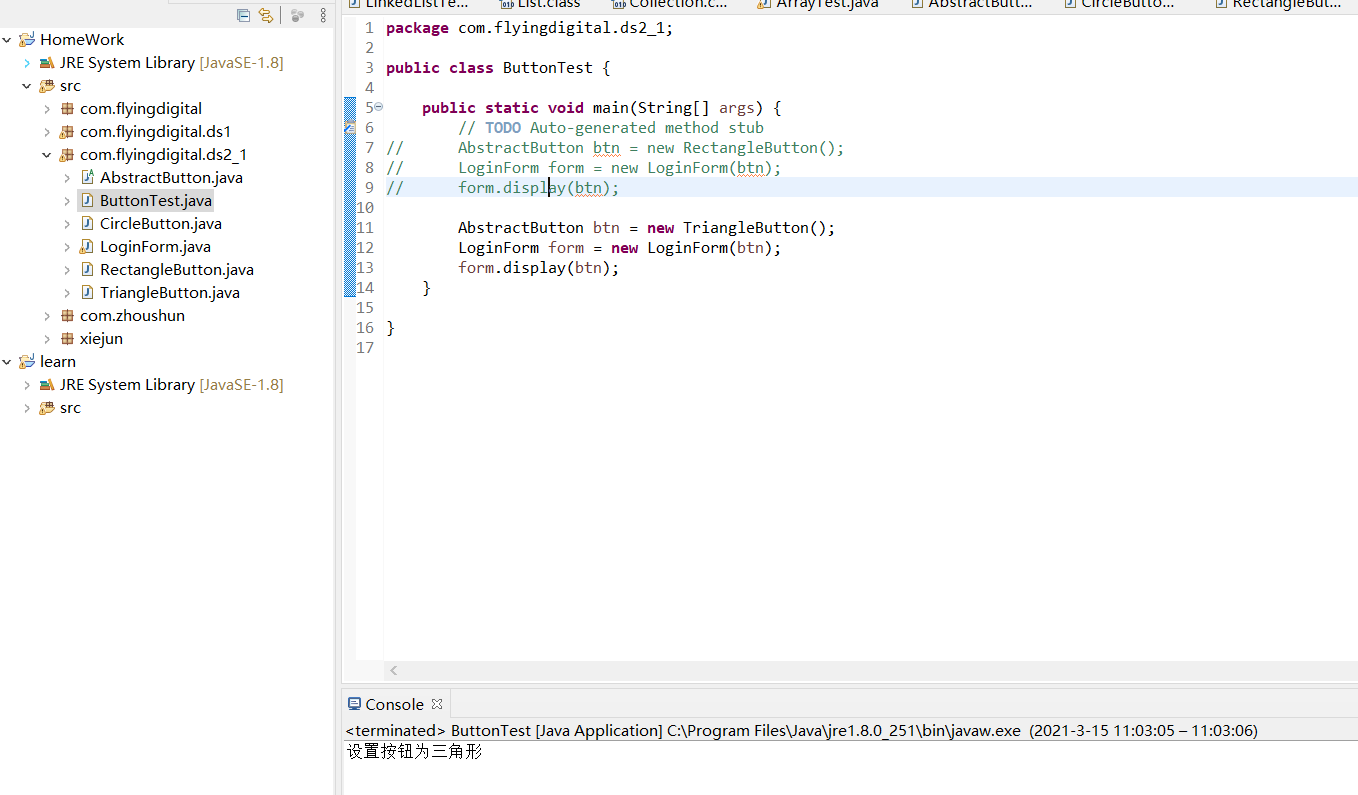 LinkedListTe... List.class Collection.c... ArrayTest.java AbstractButt... CircleButto... RectangleBut...
HomeWork
JRE System Library [JavaSE-1.8]
src
com.flyingdigital
com.flyingdigital.ds1
com.flyingdigital.ds2_1
AbstractButton.java
ButtonTest.java
CircleButton.java
LoginForm.java
RectangleButton.java
TriangleButton.java
com.zhoushun
xiejun
learn
JRE System Library [JavaSE-1.8]
src
1 package com.flyingdigital.ds2_1;
2
3 public class ButtonTest {
4
5 public static void main(String[] args) {
6 // TODO Auto-generated method stub
7 // AbstractButton btn = new RectangleButton();
8 // LoginForm form = new LoginForm(btn);
9 // form.display(btn);
10
11 AbstractButton btn = new TriangleButton();
12 LoginForm form = new LoginForm(btn);
13 form.display(btn);
14 }
15
16 }
17
Console
<terminated> ButtonTest [Java Application] C:\Program Files\Java\jre1.8.0_251\bin\javaw.exe (2021-3-15 11:03:05 – 11:03:06)
设置按钮为三角形